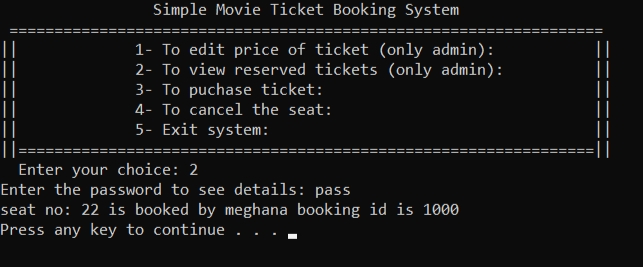 Simple Movie Ticket Booking System
==================================================================
|| 1- To edit price of ticket (only admin): ||
|| 2- To view reserved tickets (only admin): ||
|| 3- To puchase ticket: ||
|| 4- To cancel the seat: ||
|| 5- Exit system: ||
||================================================================||
Enter your choice: 2
Enter the password to see details: pass
seat no: 22 is booked by meghana booking id is 1000
Press any key to continue . . .